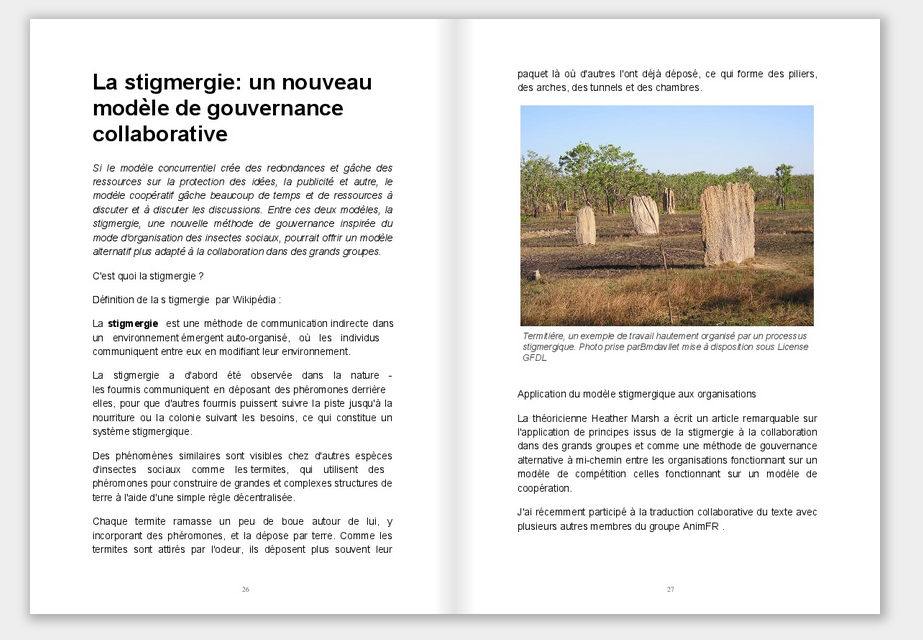 La stigmergie: un nouveau
modèle de gouvernance
collaborative
Si le modèle concurrentiel crée des redondances et gâche des
ressources sur la protection des idées, la publicité et autre, le
modèle coopératif gâche beaucoup de temps et de ressources à
discuter et à discuter les discussions. Entre ces deux modèles, la
stigmergie, une nouvelle méthode de gouvernance inspirée du
mode d'organisation des insectes sociaux, pourrait offrir un modèle
alternatif plus adapté à la collaboration dans des grands groupes.
C'est quoi la stigmergie ?
Définition de la s tigmergie par Wikipédia :
La stigmergie est une méthode de communication indirecte dans
un environnement émergent auto-organisé, où les individus
communiquent entre eux en modifiant leur environnement.
La stigmergie a d'abord été observée dans la nature -
les fourmis communiquent en déposant des phéromones derrière
elles, pour que d'autres fourmis puissent suivre la piste jusqu'à la
nourriture ou la colonie suivant les besoins, ce qui constitue un
système stigmergique.
Des phénomènes similaires sont visibles chez d'autres espèces
d'insectes sociaux comme les termites, qui utilisent des
phéromones pour construire de grandes et complexes structures de
terre à l'aide d'une simple règle décentralisée.
Chaque termite ramasse un peu de boue autour de lui, y
incorporant des phéromones, et la dépose par terre. Comme les
termites sont attirés par l'odeur, ils déposent plus souvent leur
26
paquet là où d'autres l'ont déjà déposé, ce qui forme des piliers,
des arches, des tunnels et des chambres.
Termitière, un exemple de travail hautement organisé par un processus
stigmergique. Photo prise parBmdavllet mise à disposition sous License
GFDL
Application du modèle stigmergique aux organisations
La théoricienne Heather Marsh a écrit un article remarquable sur
l'application de principes issus de la stigmergie à la collaboration
dans des grands groupes et comme une méthode de gouvernance
alternative à mi-chemin entre les organisations fonctionnant sur un
modèle de compétition celles fonctionnant sur un modèle de
coopération.
J'ai récemment participé à la traduction collaborative du texte avec
plusieurs autres membres du groupe AnimFR .
27